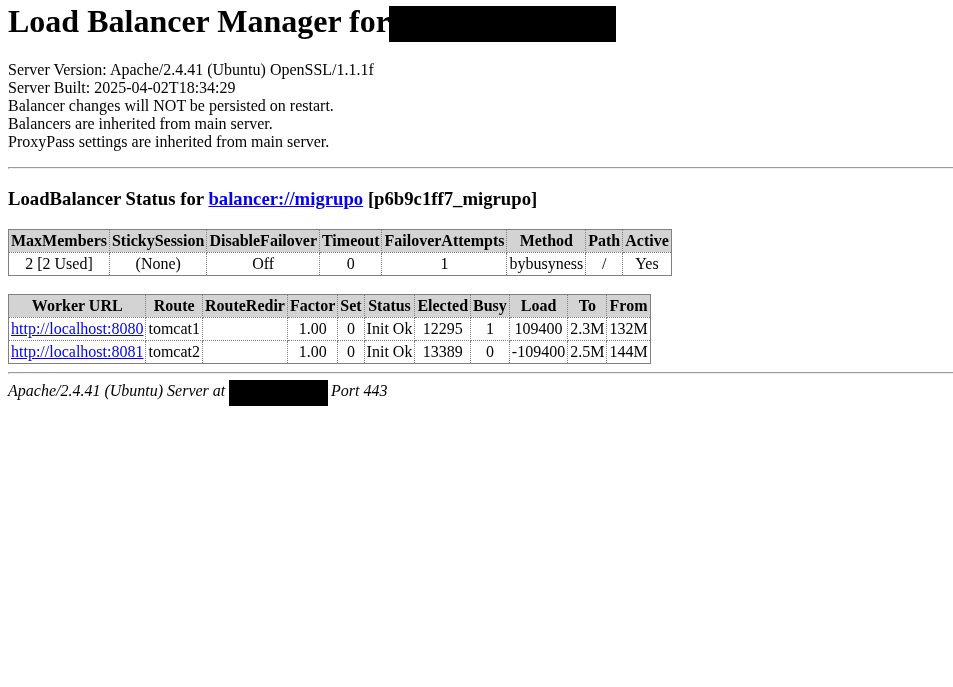 Load Balancer Manager for
Server Version: Apache/2.4.41 (Ubuntu) OpenSSL/1.1.1f
Server Built: 2025-04-02T18:34:29
Balancer changes will NOT be persisted on restart.
Balancers are inherited from main server.
ProxyPass settings are inherited from main server.
LoadBalancer Status for balancer://migrupo [p6b9c1ff7_migrupo]
MaxMembers StickySession DisableFailover Timeout FailoverAttempts Method Path Active
2 [2 Used] (None) Off 0 1 bybusyness / Yes
Worker URL Route RouteRedir Factor Set Status Elected Busy Load To From
http://localhost:8080 tomcat1 1.00 0 Init Ok 12295 1 109400 2.3M 132M
http://localhost:8081 tomcat2 1.00 0 Init Ok 13389 0 -109400 2.5M 144M
Apache/2.4.41 (Ubuntu) Server at Port 443